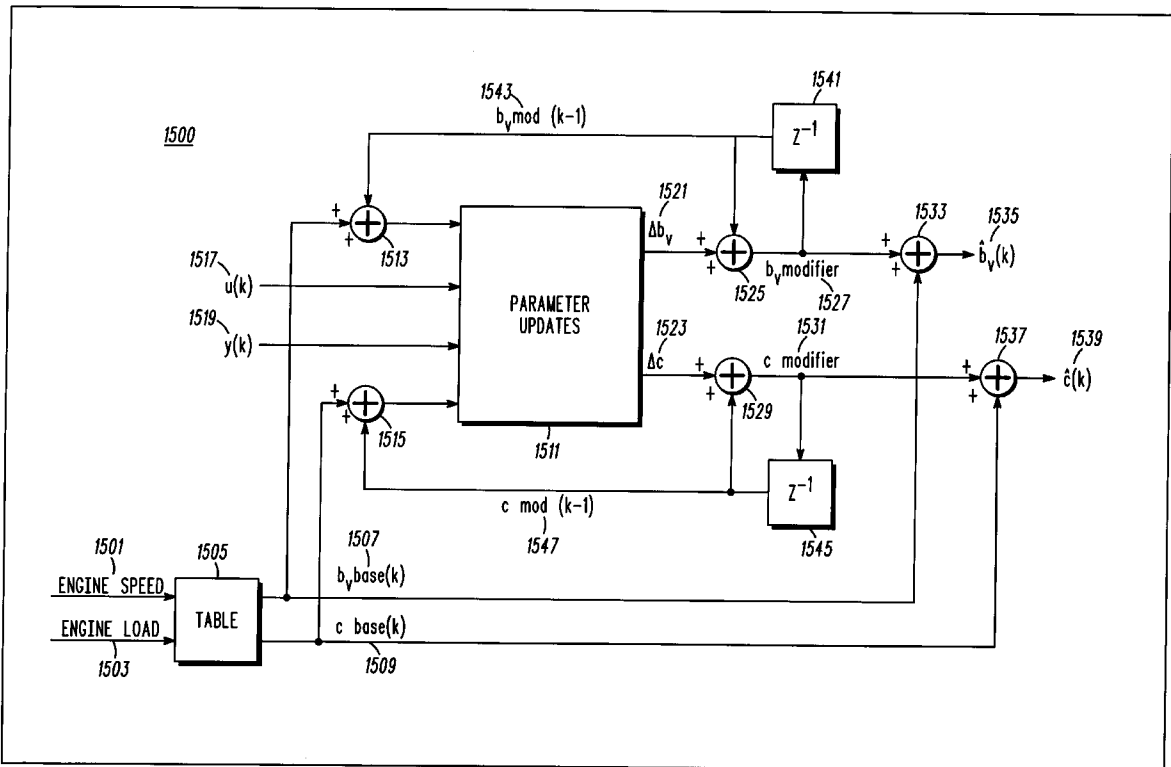 1541
1543
b_v mod (k-1)
Z⁻¹
1500
1521
Δb_v
1533
1535
b̂_v(k)
+
+
+
1513
+
+
+
+
+
+
1517
u(k)
1525
b_v modifier
1527
PARAMETER
UPDATES
1519
y(k)
1523
Δc
1531
c modifier
1537
1539
ĉ(k)
+
+
+
1515
+
+
+
1529
+
+
+
1511
Z⁻¹
c mod (k-1)
1547
1545
1501
1505
1507
ENGINE SPEED
b_v base(k)
TABLE
ENGINE LOAD
c base(k)
1503
1509